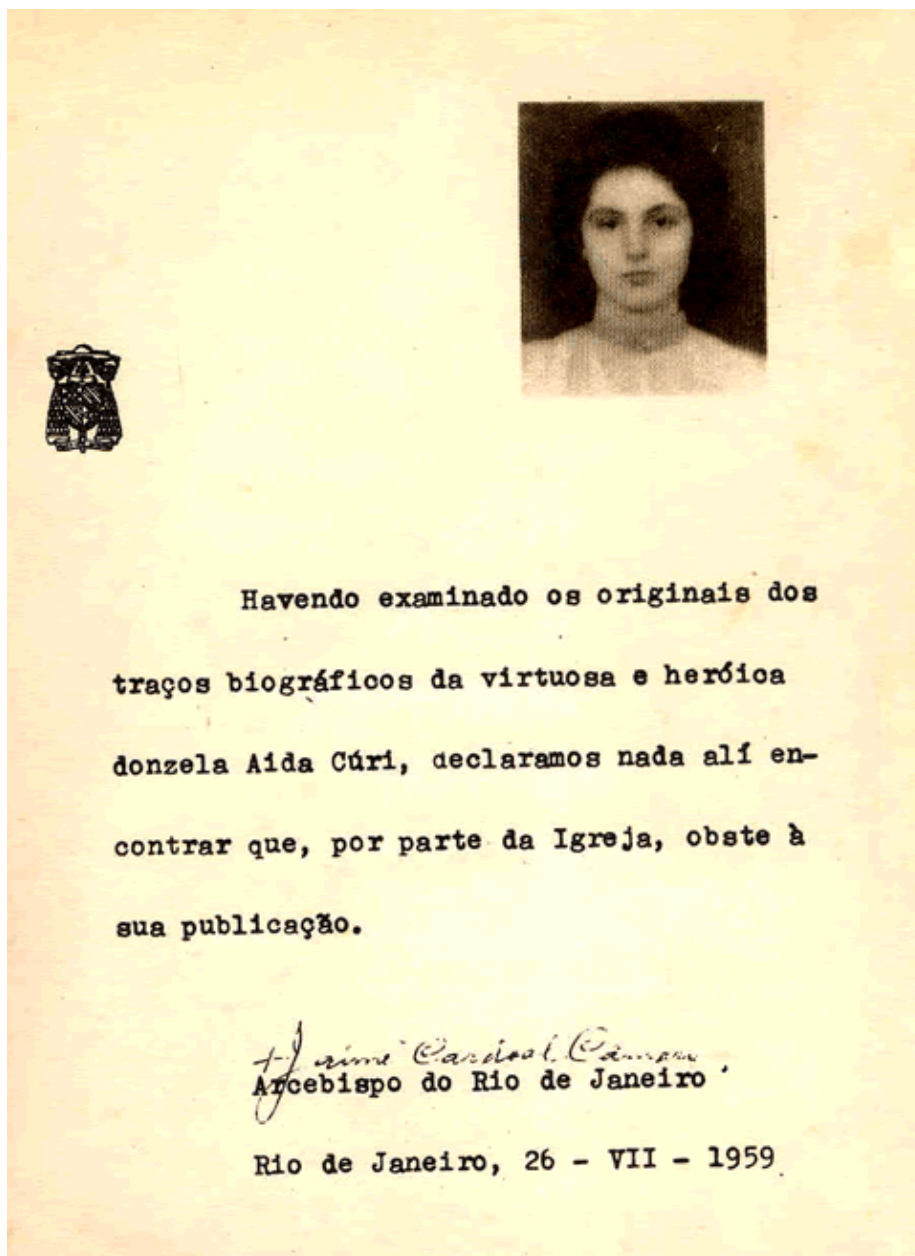 Havendo examinado os originais dos
traços biográficos da virtuosa e heróica
donzela Aida Cúri, declaramos nada alí en-
contrar que, por parte da Igreja, obste à
sua publicação.
+ Jaime Cardeal Câmara
Arcebispo do Rio de Janeiro
Rio de Janeiro, 26 - VII - 1959